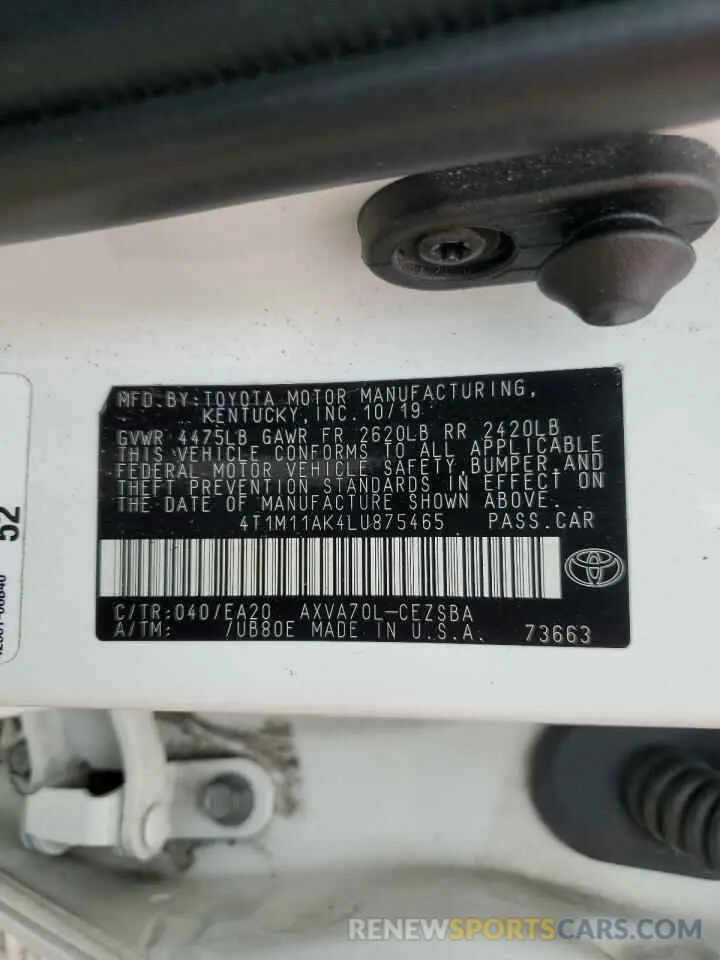 MFD BY: TOYOTA MOTOR MANUFACTURING,
KENTUCKY, INC. 10/19
GVWR 4475LB GAWR FR 2620LB RR 2420LB
THIS VEHICLE CONFORMS TO ALL APPLICABLE
FEDERAL MOTOR VEHICLE SAFETY, BUMPER, AND
THEFT PREVENTION STANDARDS IN EFFECT ON
THE DATE OF MANUFACTURE SHOWN ABOVE.
4T1M11AK4LU875465 PASS.CAR
C/TR: 040/EA20 AXVA70L-CEZSBA
A/TM: /UB80E MADE IN U.S.A. 73663
52
RENEWSPORTSCARS.COM